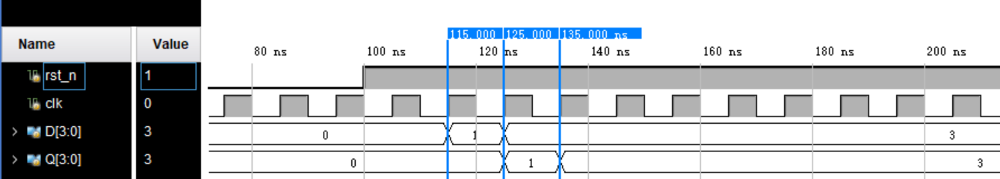 115.000 125.000 135.000 ns
Name Value
80 ns 100 ns 120 ns 140 ns 160 ns 180 ns 200 ns
rst_n 1
clk 0
D[3:0] 3 0 1 3
Q[3:0] 3 0 1 3